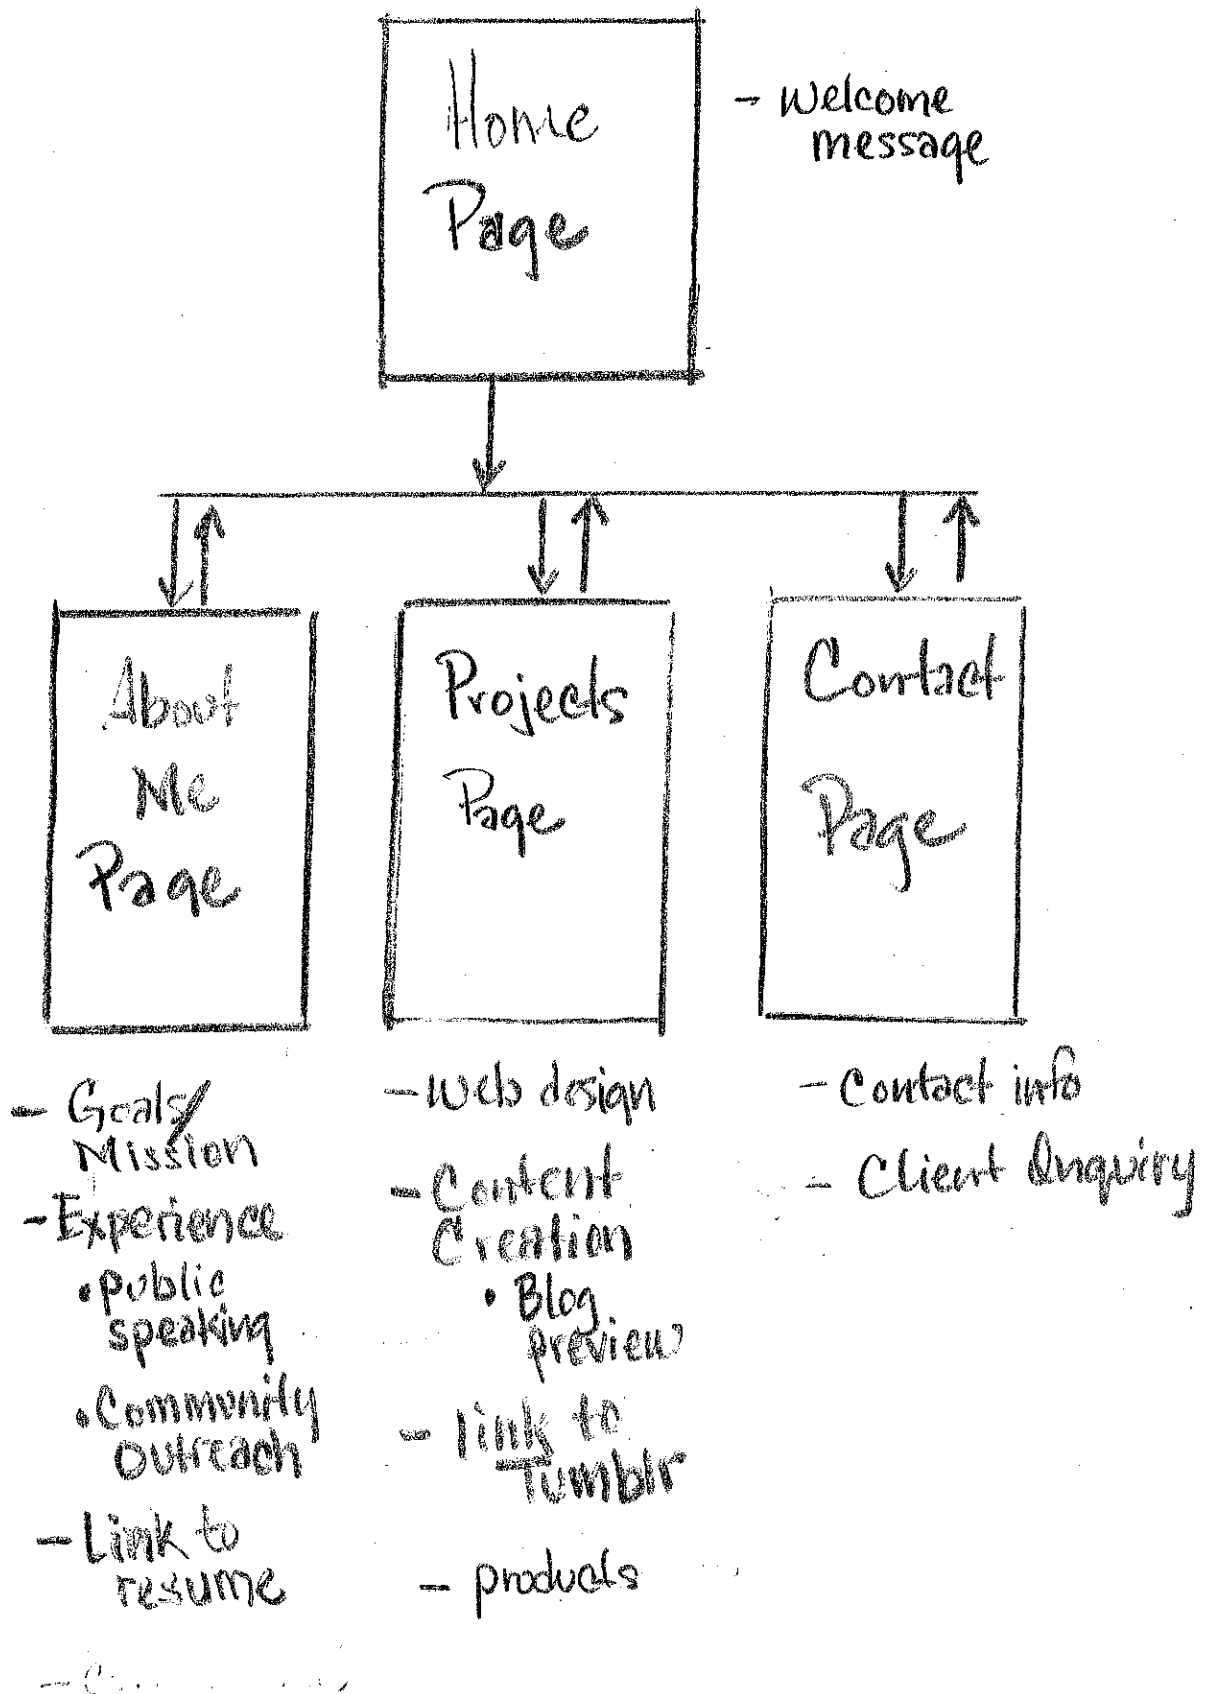 Home
Page
- Welcome
message
About
Me
Page
Projects
Page
Contact
Page
- Goals/
Mission
- Experience
• public
speaking
• Community
Outreach
- Link to
resume
- Web design
- Content
Creation
• Blog
preview
- link to
Tumblr
- products
- Contact info
- Client Inquiry